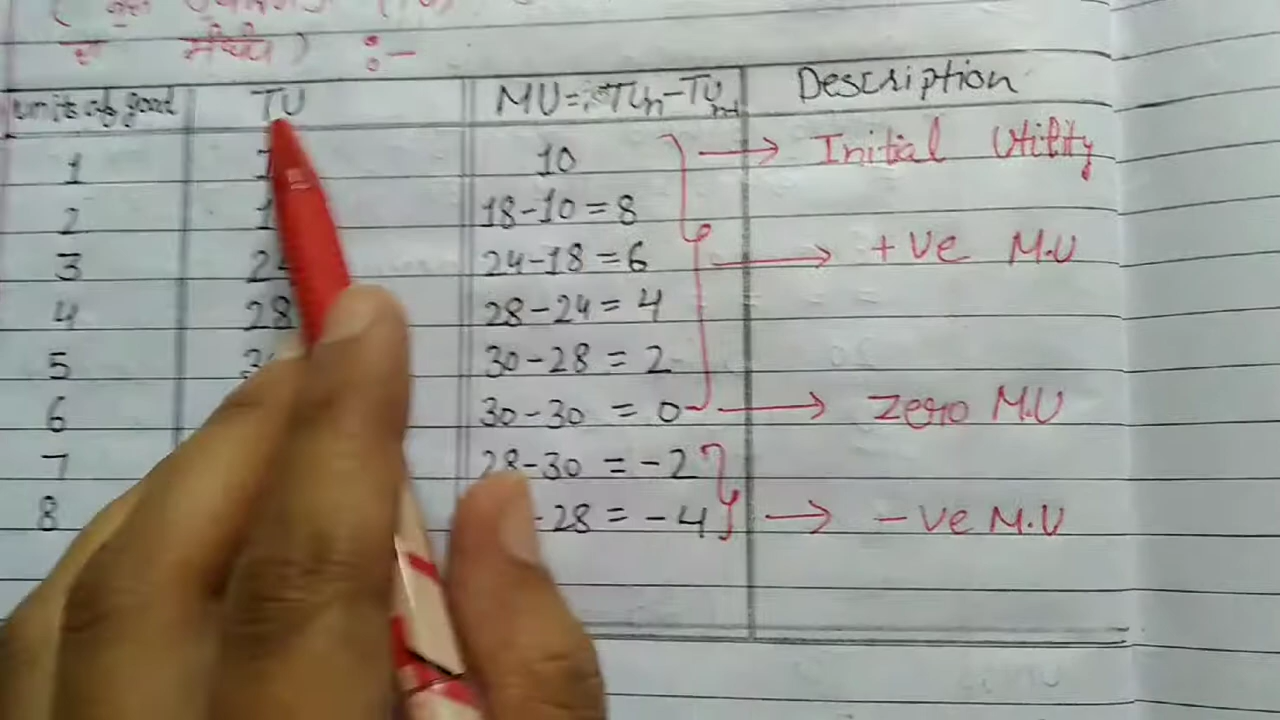 का संबंध) :-
units of good TU MU = TUn - TUn-1 Description
1 10 Initial Utility
2 18-10 = 8
3 24-18 = 6 +ve M.U
4 28 28-24 = 4
5 30-28 = 2
6 30-30 = 0 Zero M.U
7 28-30 = -2
8 -28 = -4 -ve M.U